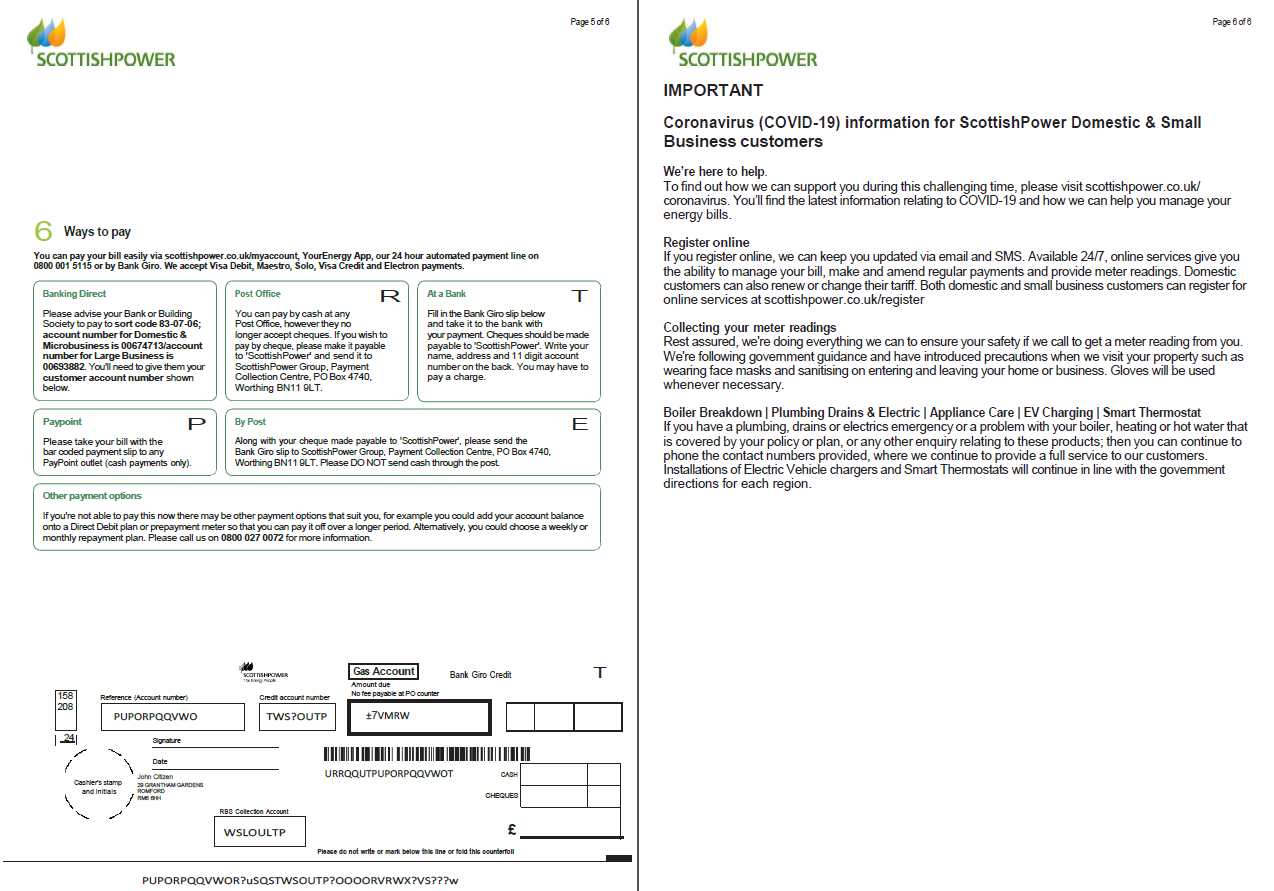 Page 5 of 6
SCOTTISHPOWER
6 Ways to pay
You can pay your bill easily via scottishpower.co.uk/myaccount, YourEnergy App, our 24 hour automated payment line on
0800 001 5115 or by Bank Giro. We accept Visa Debit, Maestro, Solo, Visa Credit and Electron payments.
Banking Direct
Please advise your Bank or Building
Society to pay to sort code 83-07-06;
account number for Domestic &
Microbusiness is 00674713/account
number for Large Business is
00693882. You'll need to give them your
customer account number shown
below.
Post Office R
You can pay by cash at any
Post Office, however they no
longer accept cheques. If you wish to
pay by cheque, please make it payable
to 'ScottishPower' and send it to
ScottishPower Group, Payment
Collection Centre, PO Box 4740,
Worthing BN11 9LT.
At a Bank T
Fill in the Bank Giro slip below
and take it to the bank with
your payment. Cheques should be made
payable to 'ScottishPower'. Write your
name, address and 11 digit account
number on the back. You may have to
pay a charge.
Paypoint P
Please take your bill with the
bar coded payment slip to any
PayPoint outlet (cash payments only).
By Post E
Along with your cheque made payable to 'ScottishPower', please send the
Bank Giro slip to ScottishPower Group, Payment Collection Centre, PO Box 4740,
Worthing BN11 9LT. Please DO NOT send cash through the post.
Other payment options
If you're not able to pay this now there may be other payment options that suit you, for example you could add your account balance
onto a Direct Debit plan or prepayment meter so that you can pay it off over a longer period. Alternatively, you could choose a weekly or
monthly repayment plan. Please call us on 0800 027 0072 for more information.
SCOTTISHPOWER
The Energy People
Gas Account
Bank Giro Credit T
Amount due
No fee payable at PO counter
158
208
24
Reference (Account number)
PUPORPQQVWO
Credit account number
TWS?OUTP
±7VMRW
Signature
Date
Cashier's stamp
and initials
John Citizen
29 GRANTHAM GARDENS
ROMFORD
RM6 6HH
URRQQUTPUPORPQQVWOT
CASH
CHEQUES
£
RBS Collection Account
WSLOULTP
Please do not write or mark below this line or fold this counterfoil
PUPORPQQVWOR?uSQSTWSOUTP?OOOORVRWX?VS???w
Page 6 of 6
SCOTTISHPOWER
IMPORTANT
Coronavirus (COVID-19) information for ScottishPower Domestic & Small
Business customers
We're here to help.
To find out how we can support you during this challenging time, please visit scottishpower.co.uk/
coronavirus. You'll find the latest information relating to COVID-19 and how we can help you manage your
energy bills.
Register online
If you register online, we can keep you updated via email and SMS. Available 24/7, online services give you
the ability to manage your bill, make and amend regular payments and provide meter readings. Domestic
customers can also renew or change their tariff. Both domestic and small business customers can register for
online services at scottishpower.co.uk/register
Collecting your meter readings
Rest assured, we're doing everything we can to ensure your safety if we call to get a meter reading from you.
We're following government guidance and have introduced precautions when we visit your property such as
wearing face masks and sanitising on entering and leaving your home or business. Gloves will be used
whenever necessary.
Boiler Breakdown | Plumbing Drains & Electric | Appliance Care | EV Charging | Smart Thermostat
If you have a plumbing, drains or electrics emergency or a problem with your boiler, heating or hot water that
is covered by your policy or plan, or any other enquiry relating to these products; then you can continue to
phone the contact numbers provided, where we continue to provide a full service to our customers.
Installations of Electric Vehicle chargers and Smart Thermostats will continue in line with the government
directions for each region.